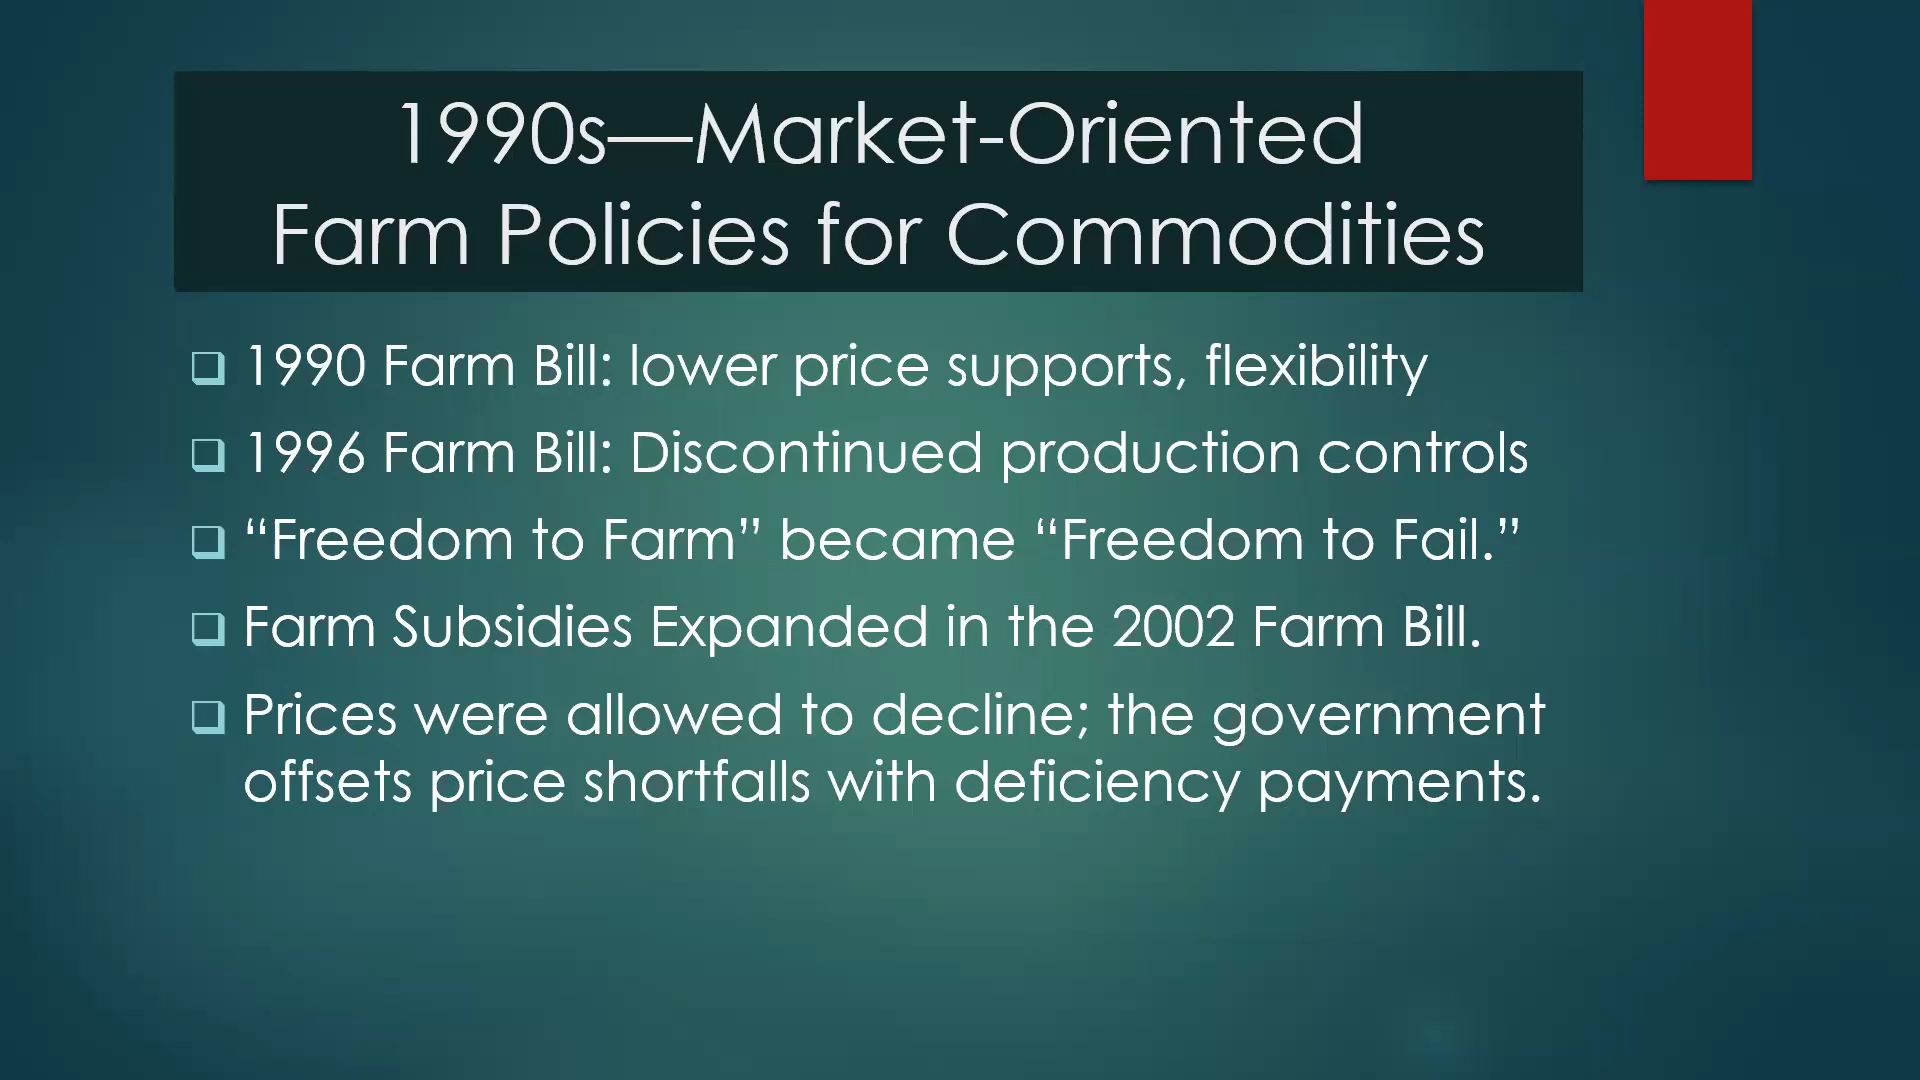 1990s—Market-Oriented
Farm Policies for Commodities
1990 Farm Bill: lower price supports, flexibility
1996 Farm Bill: Discontinued production controls
“Freedom to Farm” became “Freedom to Fail.”
Farm Subsidies Expanded in the 2002 Farm Bill.
Prices were allowed to decline; the government
offsets price shortfalls with deficiency payments.